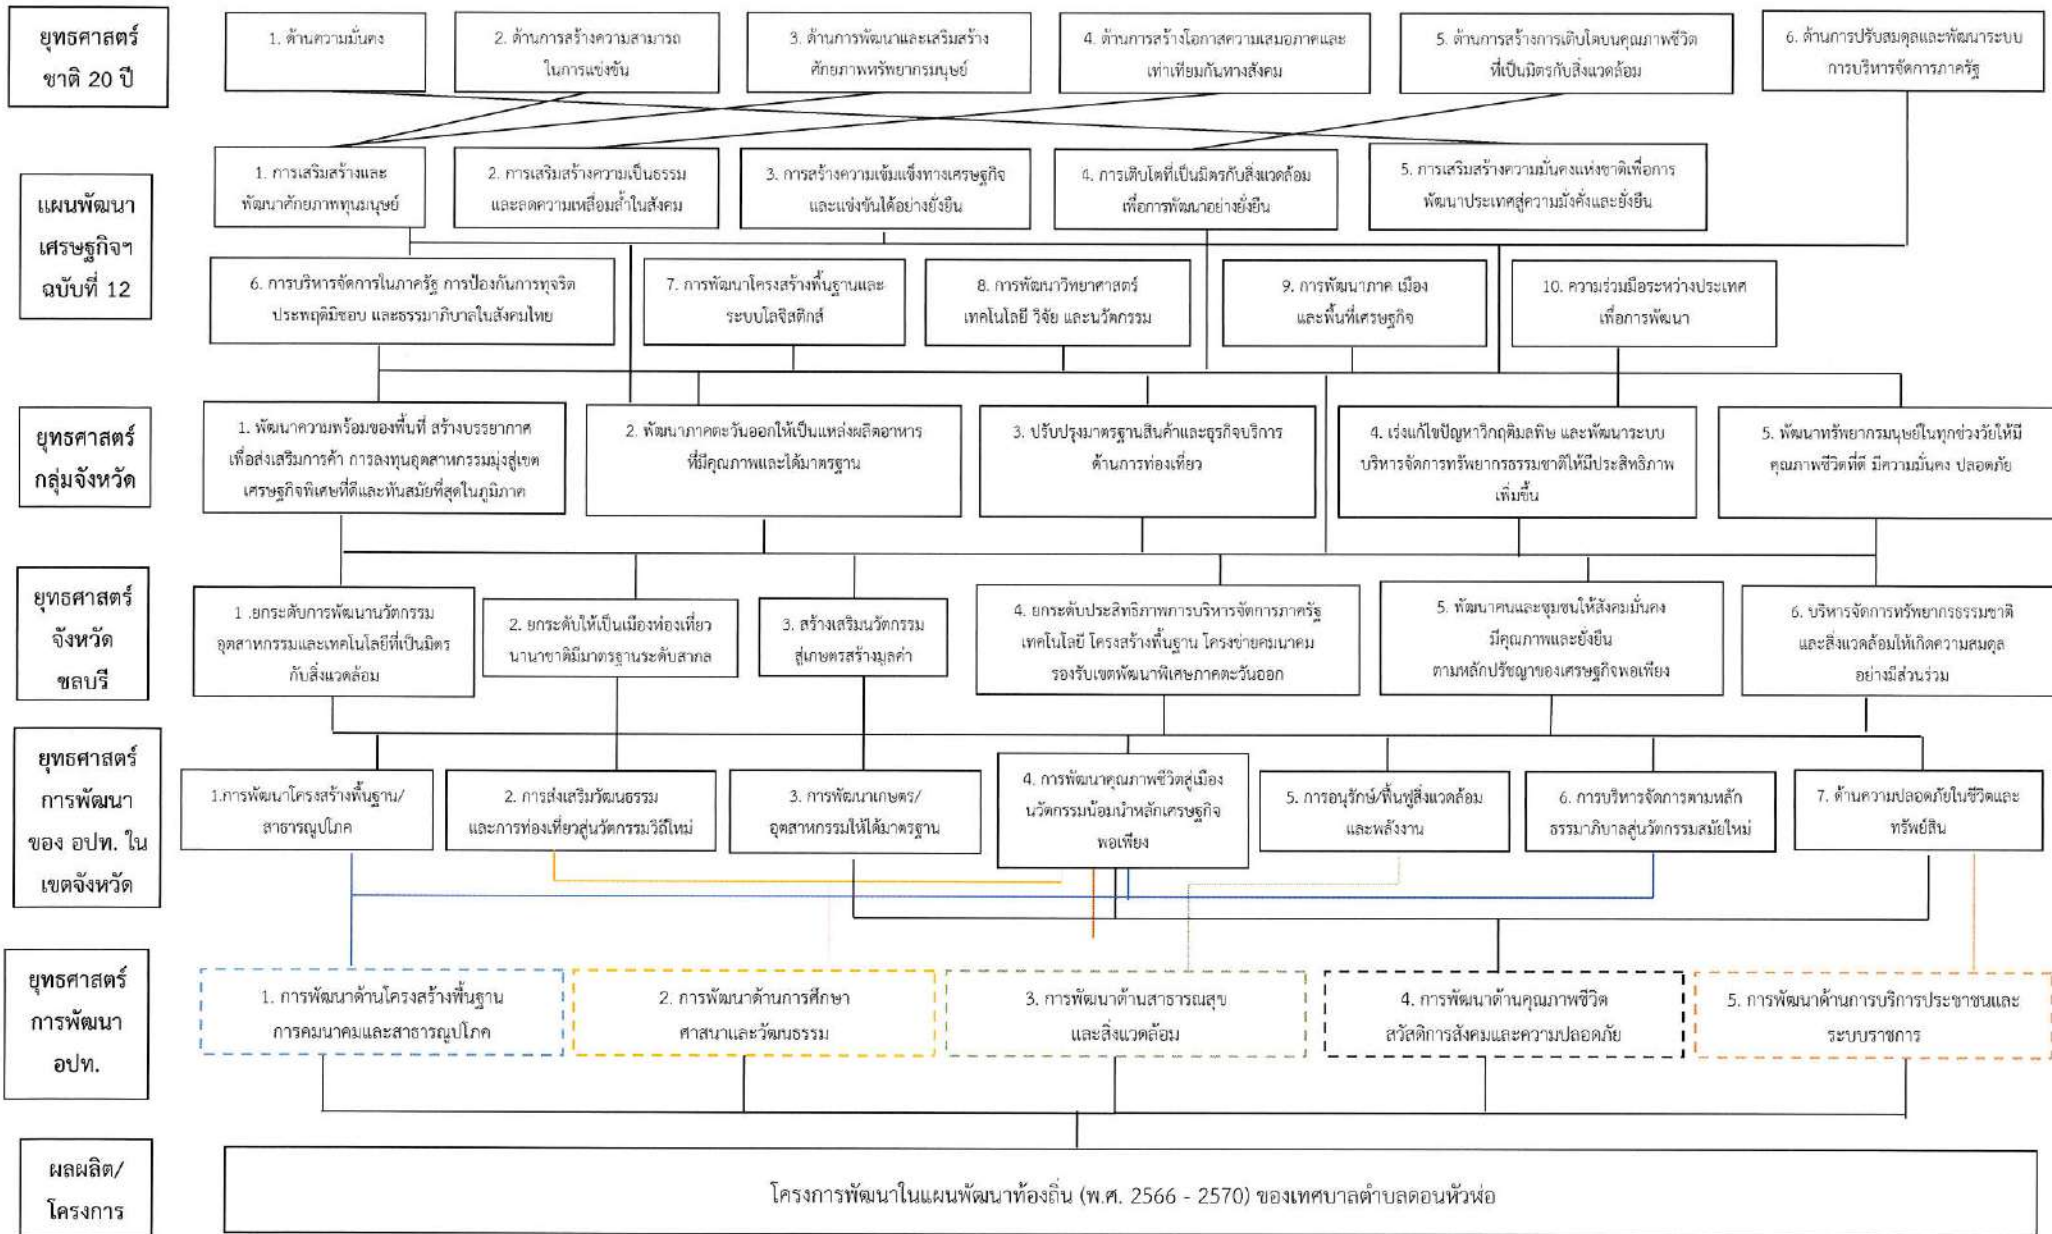 ยุทธศาสตร์
ชาติ 20 ปี
1. ด้านความมั่นคง
2. ด้านการสร้างความสามารถ
ในการแข่งขัน
3. ด้านการพัฒนาและเสริมสร้าง
ศักยภาพทรัพยากรมนุษย์
4. ด้านการสร้างโอกาสความเสมอภาคและ
เท่าเทียมกันทางสังคม
5. ด้านการสร้างการเติบโตบนคุณภาพชีวิต
ที่เป็นมิตรกับสิ่งแวดล้อม
6. ด้านการปรับสมดุลและพัฒนาระบบ
การบริหารจัดการภาครัฐ
แผนพัฒนา
เศรษฐกิจฯ
ฉบับที่ 12
1. การเสริมสร้างและ
พัฒนาศักยภาพทุนมนุษย์
2. การเสริมสร้างความเป็นธรรม
และลดความเหลื่อมล้ำในสังคม
3. การสร้างความเข้มแข็งทางเศรษฐกิจ
และแข่งขันได้อย่างยั่งยืน
4. การเติบโตที่เป็นมิตรกับสิ่งแวดล้อม
เพื่อการพัฒนาอย่างยั่งยืน
5. การเสริมสร้างความมั่นคงแห่งชาติเพื่อการ
พัฒนาประเทศสู่ความมั่งคั่งและยั่งยืน
6. การบริหารจัดการในภาครัฐ การป้องกันการทุจริต
ประพฤติมิชอบ และธรรมาภิบาลในสังคมไทย
7. การพัฒนาโครงสร้างพื้นฐานและ
ระบบโลจิสติกส์
8. การพัฒนาวิทยาศาสตร์
เทคโนโลยี วิจัย และนวัตกรรม
9. การพัฒนาภาค เมือง
และพื้นที่เศรษฐกิจ
10. ความร่วมมือระหว่างประเทศ
เพื่อการพัฒนา
ยุทธศาสตร์
กลุ่มจังหวัด
1. พัฒนาความพร้อมของพื้นที่ สร้างบรรยากาศ
เพื่อส่งเสริมการค้า การลงทุนอุตสาหกรรมมุ่งสู่เขต
เศรษฐกิจพิเศษที่ดีและทันสมัยที่สุดในภูมิภาค
2. พัฒนาภาคตะวันออกให้เป็นแหล่งผลิตอาหาร
ที่มีคุณภาพและได้มาตรฐาน
3. ปรับปรุงมาตรฐานสินค้าและธุรกิจบริการ
ด้านการท่องเที่ยว
4. เร่งแก้ไขปัญหาวิกฤติมลพิษ และพัฒนาระบบ
บริหารจัดการทรัพยากรธรรมชาติให้มีประสิทธิภาพ
เพิ่มขึ้น
5. พัฒนาทรัพยากรมนุษย์ในทุกช่วงวัยให้มี
คุณภาพชีวิตที่ดี มีความมั่นคง ปลอดภัย
ยุทธศาสตร์
จังหวัด
ชลบุรี
1 .ยกระดับการพัฒนานวัตกรรม
อุตสาหกรรมและเทคโนโลยีที่เป็นมิตร
กับสิ่งแวดล้อม
2. ยกระดับให้เป็นเมืองท่องเที่ยว
นานาชาติมีมาตรฐานระดับสากล
3. สร้างเสริมนวัตกรรม
สู่เกษตรสร้างมูลค่า
4. ยกระดับประสิทธิภาพการบริหารจัดการภาครัฐ
เทคโนโลยี โครงสร้างพื้นฐาน โครงข่ายคมนาคม
รองรับเขตพัฒนาพิเศษภาคตะวันออก
5. พัฒนาคนและชุมชนให้สังคมมั่นคง
มีคุณภาพและยั่งยืน
ตามหลักปรัชญาของเศรษฐกิจพอเพียง
6. บริหารจัดการทรัพยากรธรรมชาติ
และสิ่งแวดล้อมให้เกิดความสมดุล
อย่างมีส่วนร่วม
ยุทธศาสตร์
การพัฒนา
ของ อปท. ใน
เขตจังหวัด
1.การพัฒนาโครงสร้างพื้นฐาน/
สาธารณูปโภค
2. การส่งเสริมวัฒนธรรม
และการท่องเที่ยวสู่นวัตกรรมวิถีใหม่
3. การพัฒนาเกษตร/
อุตสาหกรรมให้ได้มาตรฐาน
4. การพัฒนาคุณภาพชีวิตสู่เมือง
นวัตกรรมน้อมนำหลักเศรษฐกิจ
พอเพียง
5. การอนุรักษ์/ฟื้นฟูสิ่งแวดล้อม
และพลังงาน
6. การบริหารจัดการตามหลัก
ธรรมาภิบาลสู่นวัตกรรมสมัยใหม่
7. ด้านความปลอดภัยในชีวิตและ
ทรัพย์สิน
ยุทธศาสตร์
การพัฒนา
อปท.
1. การพัฒนาด้านโครงสร้างพื้นฐาน
การคมนาคมและสาธารณูปโภค
2. การพัฒนาด้านการศึกษา
ศาสนาและวัฒนธรรม
3. การพัฒนาด้านสาธารณสุข
และสิ่งแวดล้อม
4. การพัฒนาด้านคุณภาพชีวิต
สวัสดิการสังคมและความปลอดภัย
5. การพัฒนาด้านการบริการประชาชนและ
ระบบราชการ
ผลผลิต/
โครงการ
โครงการพัฒนาในแผนพัฒนาท้องถิ่น (พ.ศ. 2566 - 2570) ของเทศบาลตำบลดอนหัวฬ่อ